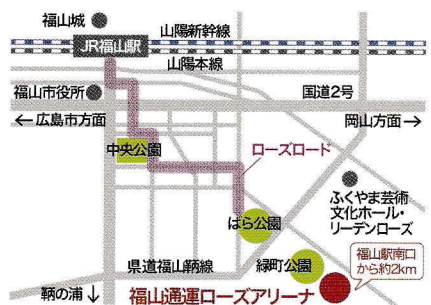 福山城
山陽新幹線
JR福山駅
山陽本線
福山市役所
国道2号
←広島市方面
岡山方面→
中央公園
ローズロード
ふくやま芸術
文化ホール・
リーデンローズ
ばら公園
福山駅南口
から約2km
県道福山鞆線
緑町公園
鞆の浦↓
福山通運ローズアリーナ